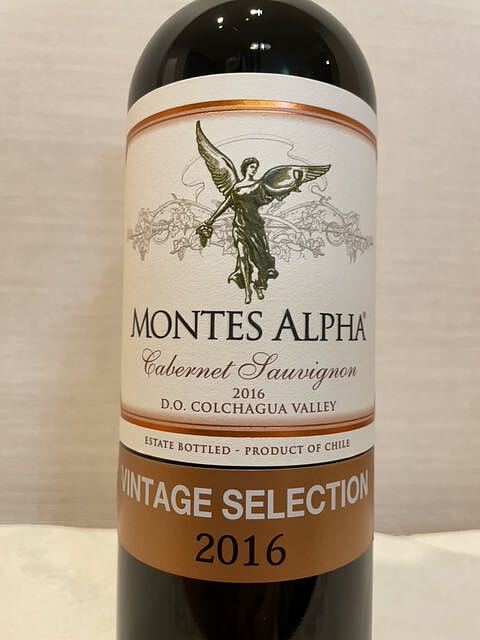 MONTES ALPHA®
Cabernet Sauvignon
2016
D.O. COLCHAGUA VALLEY
ESTATE BOTTLED - PRODUCT OF CHILE
VINTAGE SELECTION
2016